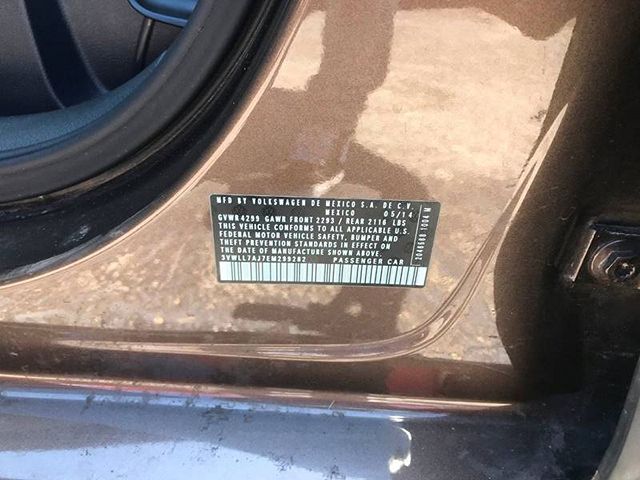 MFD BY VOLKSWAGEN DE MEXICO S.A. DE C.V.
MEXICO 05/14
GVWR4299 GAWR FRONT 2293 / REAR 2116 LBS
THIS VEHICLE CONFORMS TO ALL APPLICABLE U.S.
FEDERAL MOTOR VEHICLE SAFETY, BUMPER AND
THEFT PREVENTION STANDARDS IN EFFECT ON THE
DATE OF MANUFACTURE SHOWN ABOVE.
3VWLL7AJ7EM299282 PASSENGER CAR